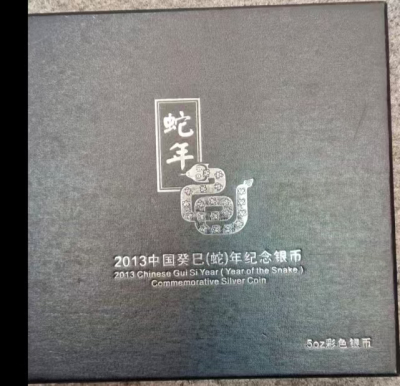 蛇年
2013中国癸巳(蛇)年纪念银币
2013 Chinese Gui Si Year ( Year of the Snake )
Commemorative Silver Coin
5oz彩色银币